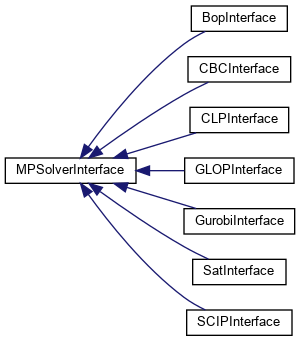 BopInterface
CBCInterface
CLPInterface
MPSolverInterface
GLOPInterface
GurobiInterface
SatInterface
SCIPInterface